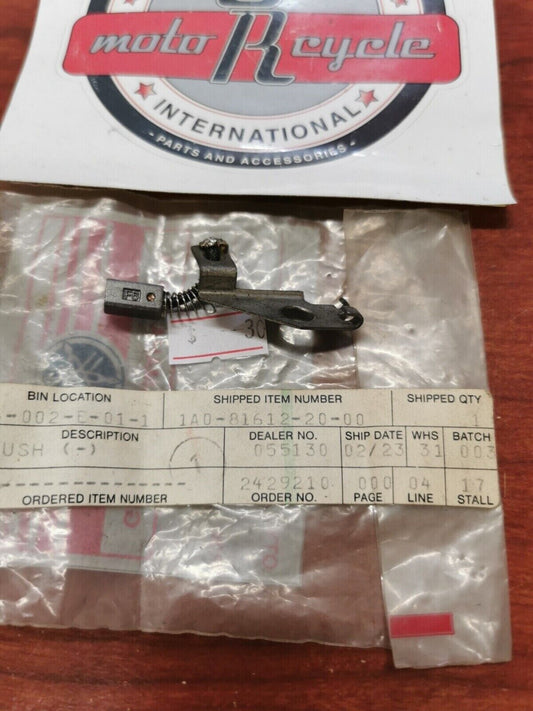 moto R cycle
INTERNATIONAL
- PARTS AND ACCESSORIES -
$ 30
BIN LOCATION SHIPPED ITEM NUMBER SHIPPED QTY
-002-E-01-1 1A0-81612-20-00 1
DESCRIPTION DEALER NO. SHIP DATE WHS BATCH
USH (-) 055130 02/23 31 003
2429210 000 04 17
ORDERED ITEM NUMBER ORDER NO. PAGE LINE STALL